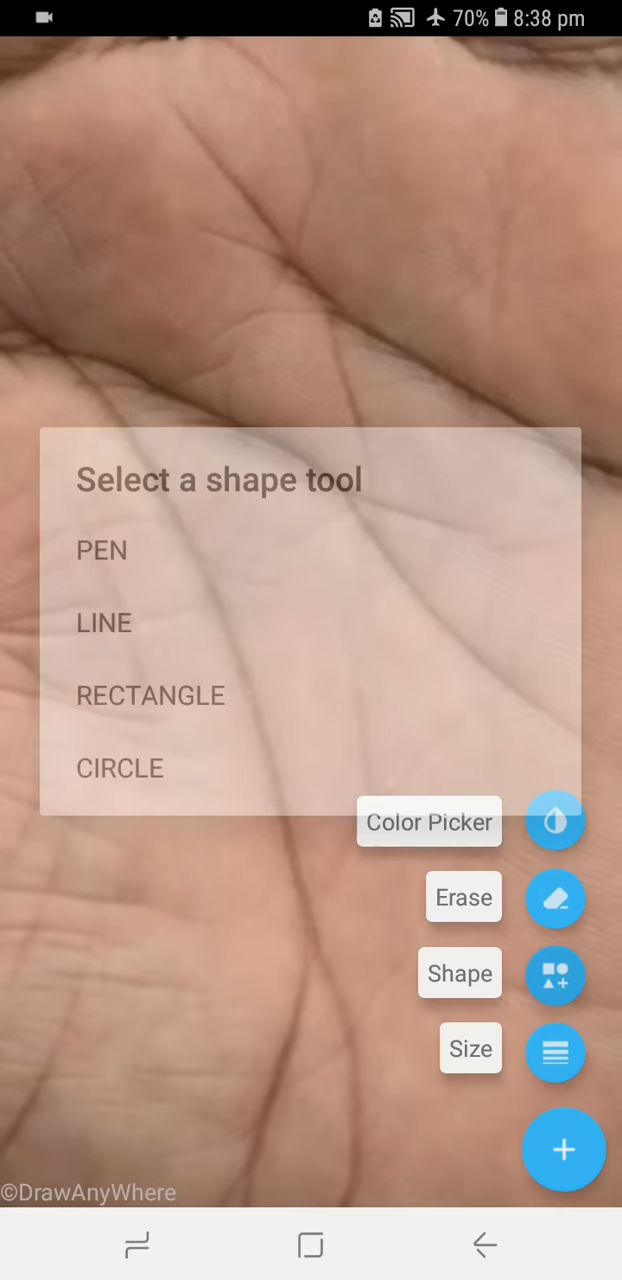 70% 8:38 pm
Select a shape tool
PEN
LINE
RECTANGLE
CIRCLE
Color Picker
Erase
Shape
Size
©DrawAnyWhere